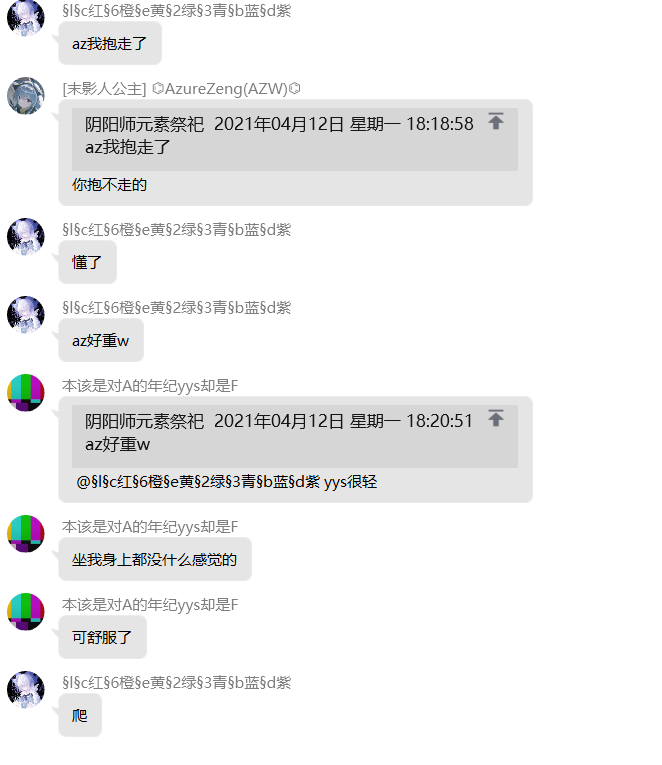 §l§c红§6橙§e黄§2绿§3青§b蓝§d紫
az我抱走了
[末影人公主] ⌬AzureZeng(AZW)⌬
阴阳师元素祭祀 2021年04月12日 星期一 18:18:58
az我抱走了
你抱不走的
§l§c红§6橙§e黄§2绿§3青§b蓝§d紫
懂了
§l§c红§6橙§e黄§2绿§3青§b蓝§d紫
az好重w
本该是对A的年纪yys却是F
阴阳师元素祭祀 2021年04月12日 星期一 18:20:51
az好重w
@§l§c红§6橙§e黄§2绿§3青§b蓝§d紫 yys很轻
本该是对A的年纪yys却是F
坐我身上都没什么感觉的
本该是对A的年纪yys却是F
可舒服了
§l§c红§6橙§e黄§2绿§3青§b蓝§d紫
爬